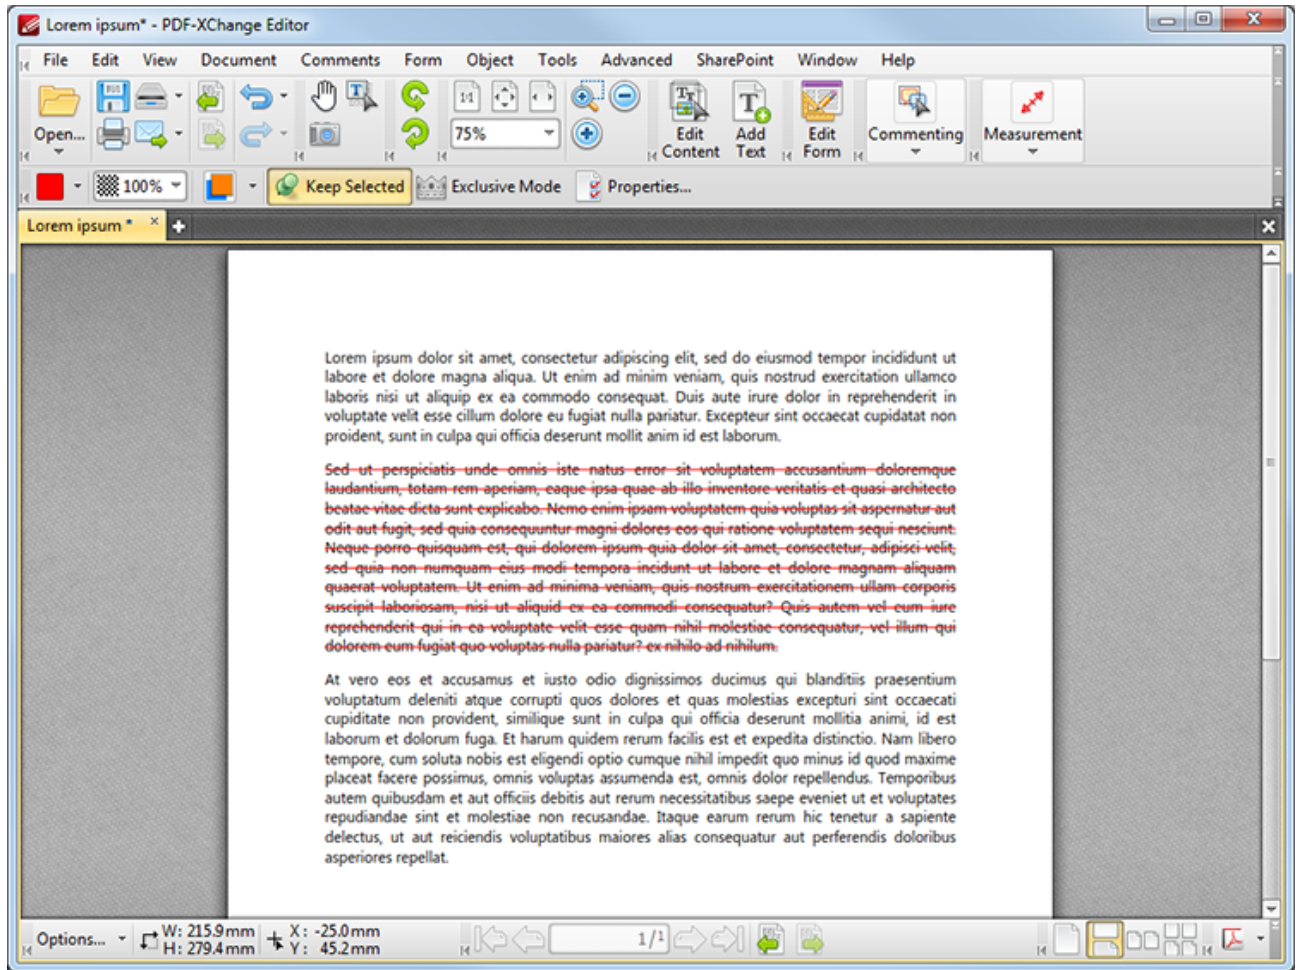 Lorem ipsum* - PDF-XChange Editor
File Edit View Document Comments Form Object Tools Advanced SharePoint Window Help
Open...
1:1
75%
Edit Content
Add Text
Edit Form
Commenting
Measurement
100% Keep Selected Exclusive Mode Properties...
Lorem ipsum *
Lorem ipsum dolor sit amet, consectetur adipiscing elit, sed do eiusmod tempor incididunt ut
labore et dolore magna aliqua. Ut enim ad minim veniam, quis nostrud exercitation ullamco
laboris nisi ut aliquip ex ea commodo consequat. Duis aute irure dolor in reprehenderit in
voluptate velit esse cillum dolore eu fugiat nulla pariatur. Excepteur sint occaecat cupidatat non
proident, sunt in culpa qui officia deserunt mollit anim id est laborum.
Sed ut perspiciatis unde omnis iste natus error sit voluptatem accusantium doloremque
laudantium, totam rem aperiam, eaque ipsa quae ab illo inventore veritatis et quasi architecto
beatae vitae dicta sunt explicabo. Nemo enim ipsam voluptatem quia voluptas sit aspernatur aut
odit aut fugit, sed quia consequuntur magni dolores eos qui ratione voluptatem sequi nesciunt.
Neque porro quisquam est, qui dolorem ipsum quia dolor sit amet, consectetur, adipisci velit,
sed quia non numquam eius modi tempora incidunt ut labore et dolore magnam aliquam
quaerat voluptatem. Ut enim ad minima veniam, quis nostrum exercitationem ullam corporis
suscipit laboriosam, nisi ut aliquid ex ea commodi consequatur? Quis autem vel eum iure
reprehenderit qui in ea voluptate velit esse quam nihil molestiae consequatur, vel illum qui
dolorem eum fugiat quo voluptas nulla pariatur? ex nihilo ad nihilum.
At vero eos et accusamus et iusto odio dignissimos ducimus qui blanditiis praesentium
voluptatum deleniti atque corrupti quos dolores et quas molestias excepturi sint occaecati
cupiditate non provident, similique sunt in culpa qui officia deserunt mollitia animi, id est
laborum et dolorum fuga. Et harum quidem rerum facilis est et expedita distinctio. Nam libero
tempore, cum soluta nobis est eligendi optio cumque nihil impedit quo minus id quod maxime
placeat facere possimus, omnis voluptas assumenda est, omnis dolor repellendus. Temporibus
autem quibusdam et aut officiis debitis aut rerum necessitatibus saepe eveniet ut et voluptates
repudiandae sint et molestiae non recusandae. Itaque earum rerum hic tenetur a sapiente
delectus, ut aut reiciendis voluptatibus maiores alias consequatur aut perferendis doloribus
asperiores repellat.
Options... W: 215.9mm X: -25.0mm 1/1
H: 279.4mm Y: 45.2mm